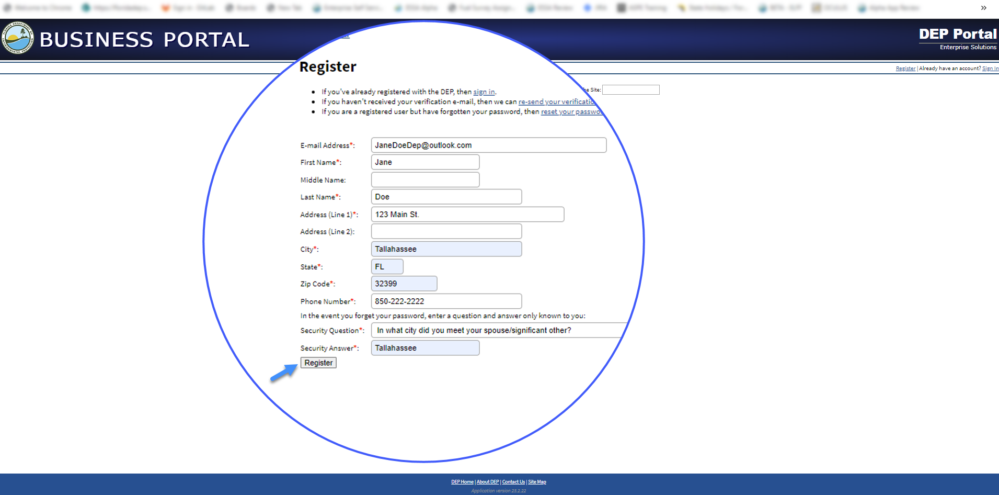 »
BUSINESS PORTAL
DEP Portal
Enterprise Solutions
Register | Already have an account? Sign In
Register
he Site:
If you've already registered with the DEP, then sign in.
If you haven't received your verification e-mail, then we can re-send your verificatio
If you are a registered user but have forgotten your password, then reset your passwo
E-mail Address*: JaneDoeDep@outlook.com
First Name*: Jane
Middle Name:
Last Name*: Doe
Address (Line 1)*: 123 Main St.
Address (Line 2):
City*: Tallahassee
State*: FL
Zip Code*: 32399
Phone Number*: 850-222-2222
In the event you forget your password, enter a question and answer only known to you:
Security Question*: In what city did you meet your spouse/significant other?
Security Answer*: Tallahassee
Register
DEP Home | About DEP | Contact Us | Site Map
Application version 23.2.22